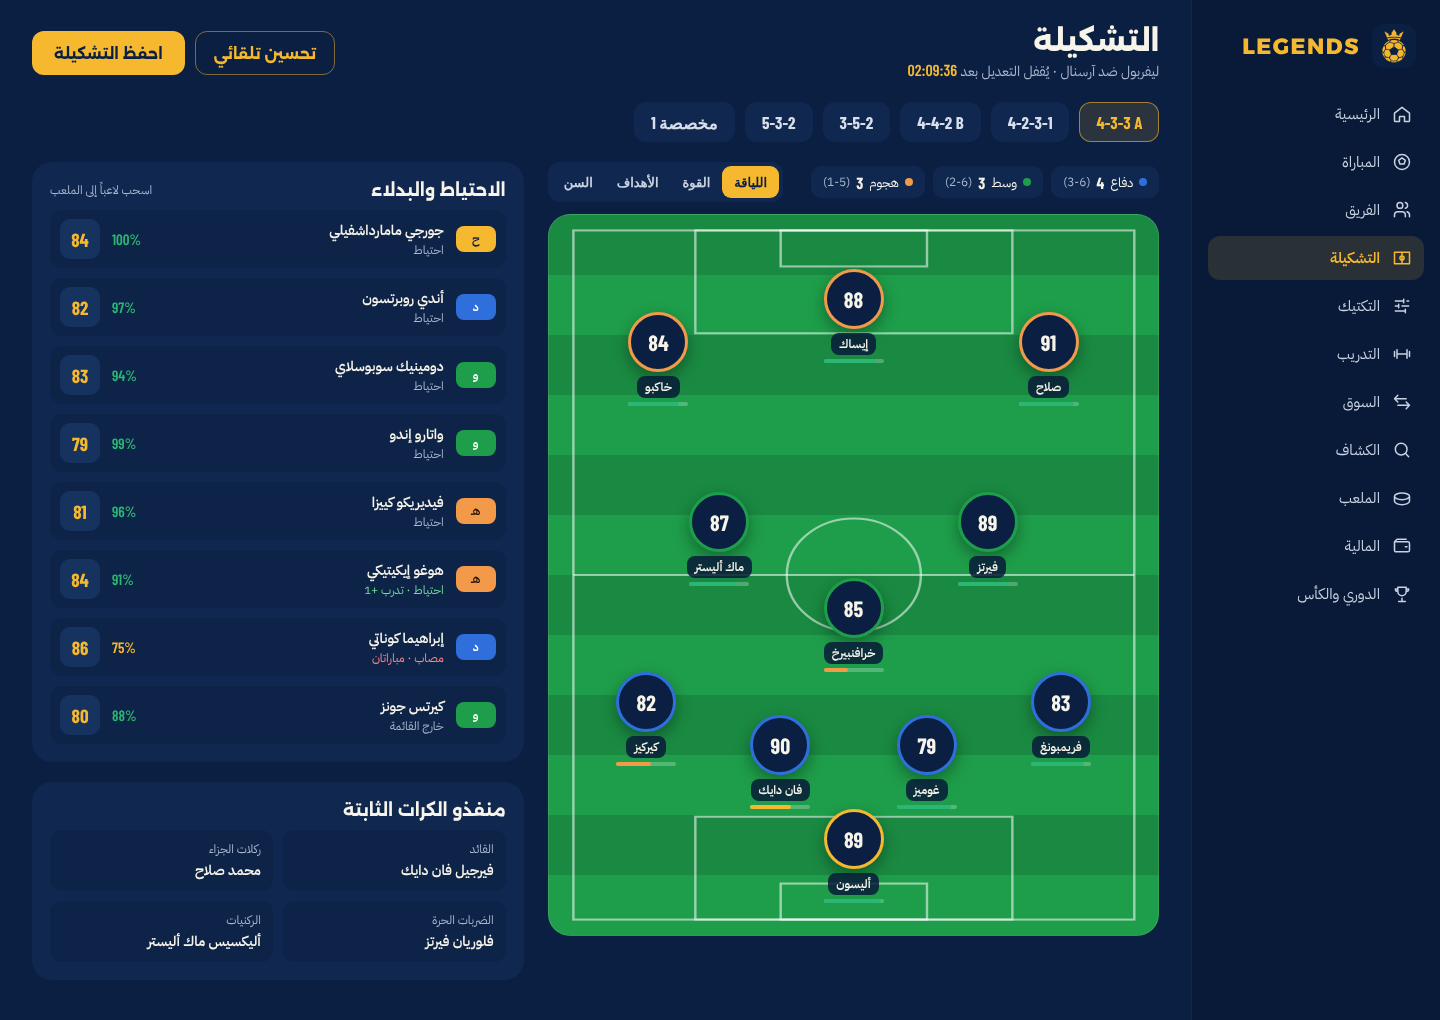 LEGENDS
الرئيسية
المباراة
الفريق
التشكيلة
التكتيك
التدريب
السوق
الكشاف
الملعب
المالية
الدوري والكأس
التشكيلة
ليفربول ضد آرسنال · يُقفل التعديل بعد 02:09:36
تحسين تلقائي
احفظ التشكيلة
4-3-3 A
4-2-3-1
4-4-2 B
3-5-2
5-3-2
مخصصة 1
دفاع 4 (3-6)
وسط 3 (2-6)
هجوم 3 (1-5)
اللياقة
القوة
الأهداف
السن
88
إيساك
91
صلاح
84
خاكبو
89
فيرتز
87
ماك أليستر
85
خرافنبيرخ
83
فريمبونغ
82
كيركيز
79
غوميز
90
فان دايك
89
أليسون
الاحتياط والبدلاء
اسحب لاعباً إلى الملعب
ح
جورجي مامارداشفيلي
احتياط
100%
84
د
أندي روبرتسون
احتياط
97%
82
و
دومينيك سوبوسلاي
احتياط
94%
83
و
واتارو إندو
احتياط
99%
79
هـ
فيديريكو كييزا
احتياط
96%
81
هـ
هوغو إيكيتيكي
احتياط · تدرب +1
91%
84
د
إبراهيما كوناتي
مصاب · مباراتان
75%
86
و
كيرتس جونز
خارج القائمة
88%
80
منفذو الكرات الثابتة
القائد
فيرجيل فان دايك
ركلات الجزاء
محمد صلاح
الضربات الحرة
فلوريان فيرتز
الركنيات
أليكسيس ماك أليستر